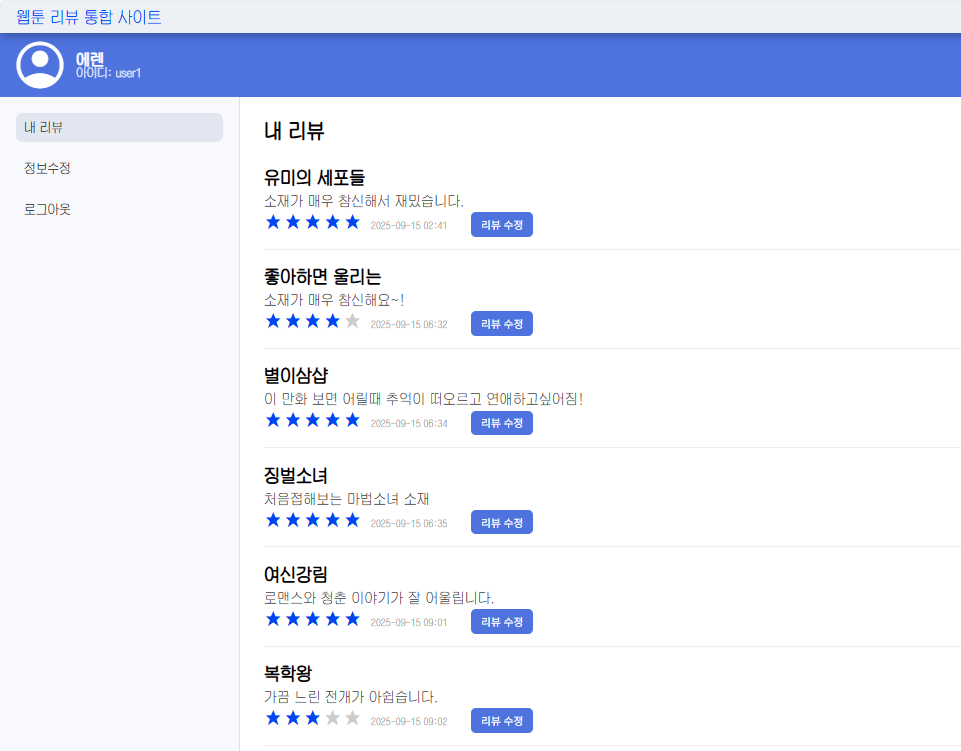 웹툰 리뷰 통합 사이트
에렌
아이디: user1
내 리뷰
정보수정
로그아웃
내 리뷰
유미의 세포들
소재가 매우 참신해서 재밌습니다.
2025-09-15 02:41 리뷰 수정
좋아하면 울리는
소재가 매우 참신해요~!
2025-09-15 06:32 리뷰 수정
별이삼샵
이 만화 보면 어릴때 추억이 떠오르고 연애하고싶어짐!
2025-09-15 06:34 리뷰 수정
징벌소녀
처음접해보는 마법소녀 소재
2025-09-15 06:35 리뷰 수정
여신강림
로맨스와 청춘 이야기가 잘 어울립니다.
2025-09-15 09:01 리뷰 수정
복학왕
가끔 느린 전개가 아쉽습니다.
2025-09-15 09:02 리뷰 수정